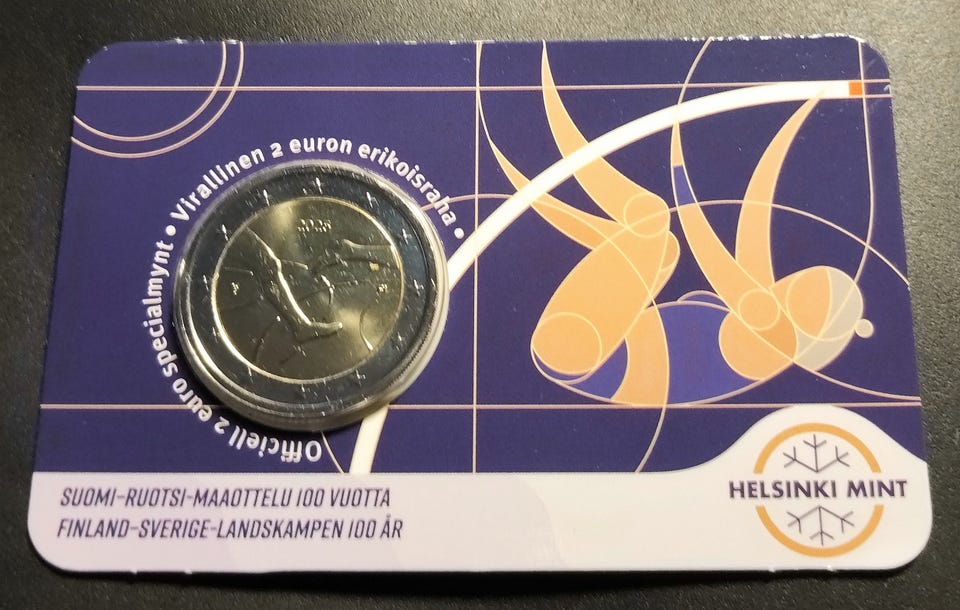 Officiell 2 euro specialmynt • Virallinen 2 euron erikoisraha •
2025
SUOMI-RUOTSI-MAAOTTELU 100 VUOTTA
FINLAND-SVERIGE-LANDSKAMPEN 100 ÅR
HELSINKI MINT